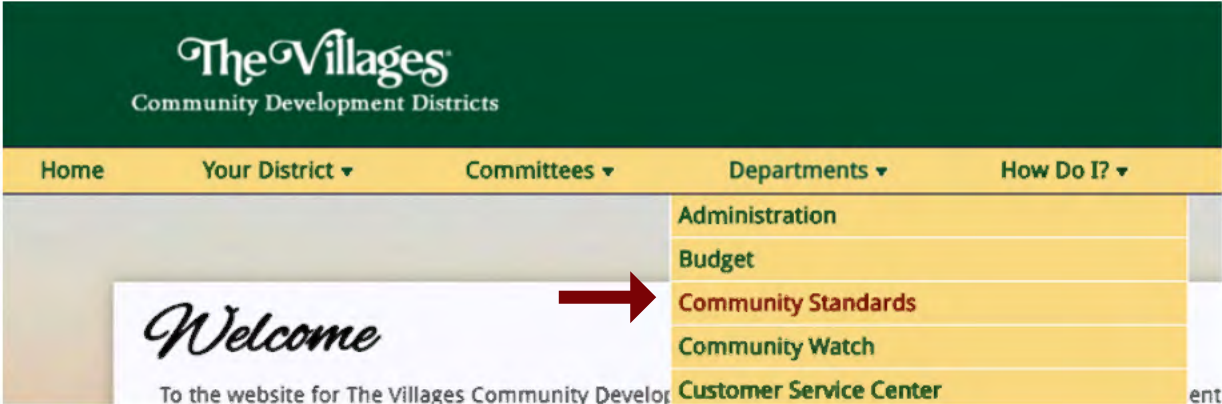 The Villages®
Community Development Districts
Home Your District ▾ Committees ▾ Departments ▾ How Do I? ▾
Administration
Budget
Community Standards
Community Watch
Customer Service Center
Welcome
To the website for The Villages Community Develop ent